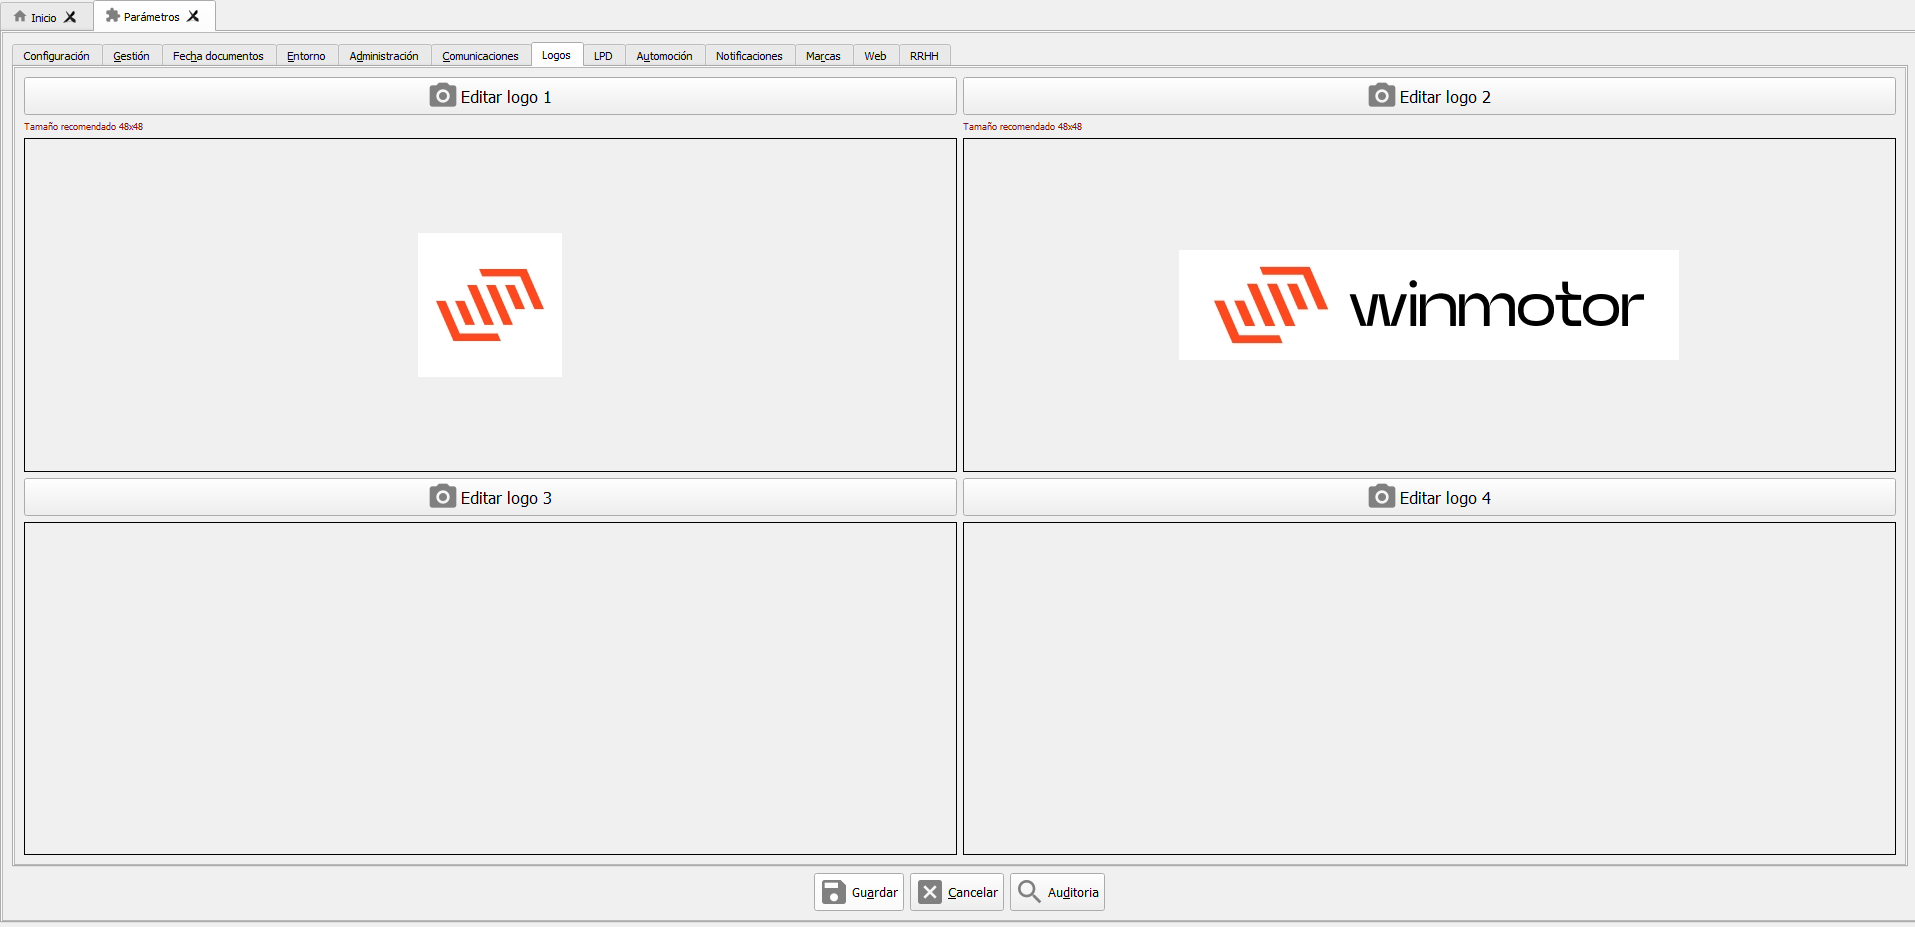 Inicio
Parámetros
Configuración
Gestión
Fecha documentos
Entorno
Administración
Comunicaciones
Logos
LPD
Automoción
Notificaciones
Marcas
Web
RRHH
Editar logo 1
Editar logo 2
Tamaño recomendado 48x48
Tamaño recomendado 48x48
winmotor
Editar logo 3
Editar logo 4
Guardar
Cancelar
Auditoria